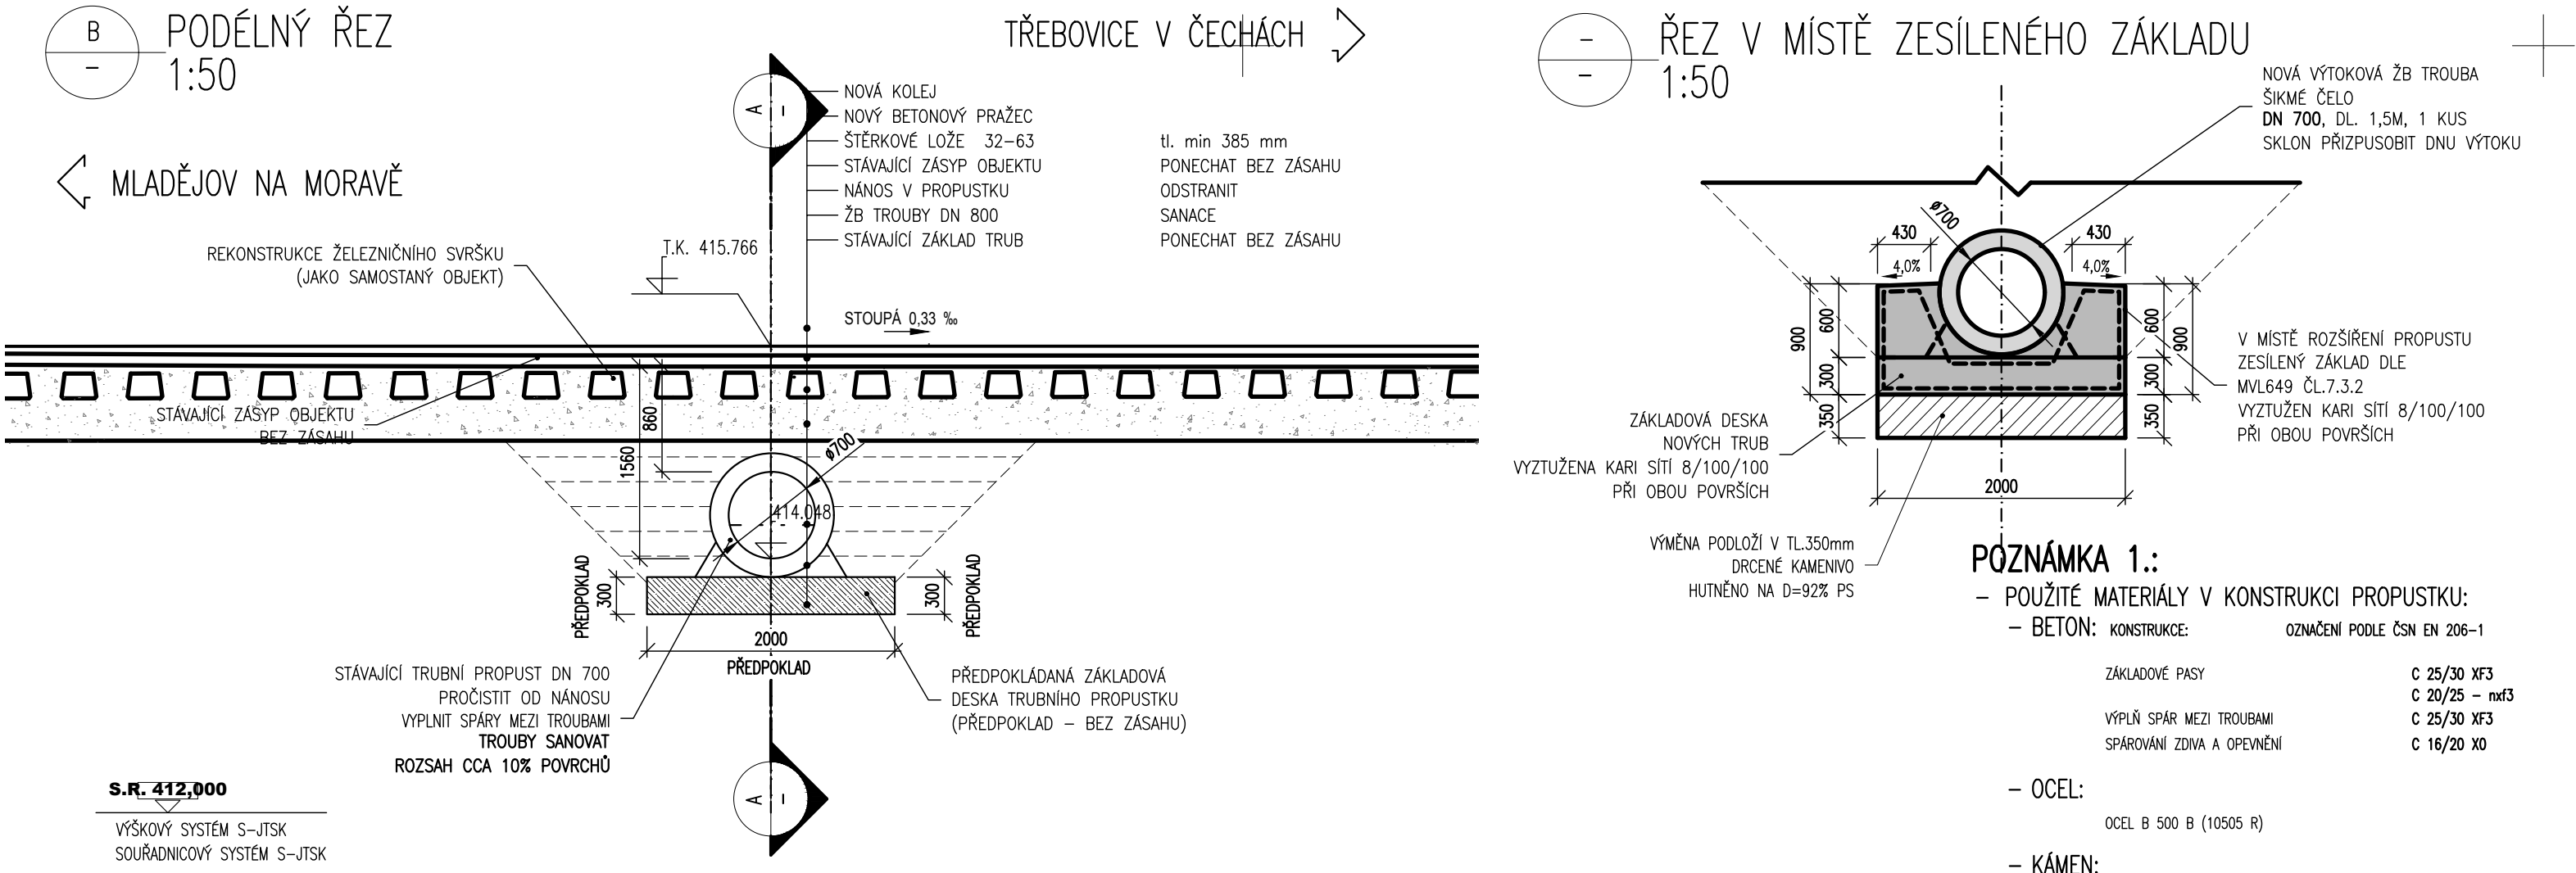 B
–
PODÉLNÝ ŘEZ
1:50
TŘEBOVICE V ČECHÁCH
MLADĚJOV NA MORAVĚ
A
–
NOVÁ KOLEJ
NOVÝ BETONOVÝ PRAŽEC
ŠTĚRKOVÉ LOŽE 32–63 tl. min 385 mm
STÁVAJÍCÍ ZÁSYP OBJEKTU PONECHAT BEZ ZÁSAHU
NÁNOS V PROPUSTKU ODSTRANIT
ŽB TROUBY DN 800 SANACE
STÁVAJÍCÍ ZÁKLAD TRUB PONECHAT BEZ ZÁSAHU
REKONSTRUKCE ŽELEZNIČNÍHO SVRŠKU
(JAKO SAMOSTANÝ OBJEKT)
T.K. 415.766
STOUPÁ 0,33 ‰
STÁVAJÍCÍ ZÁSYP OBJEKTU
BEZ ZÁSAHU
860
1560
ø700
414.048
PŘEDPOKLAD
300
300
PŘEDPOKLAD
2000
PŘEDPOKLAD
STÁVAJÍCÍ TRUBNÍ PROPUST DN 700
PROČISTIT OD NÁNOSU
VYPLNIT SPÁRY MEZI TROUBAMI
TROUBY SANOVAT
ROZSAH CCA 10% POVRCHŮ
PŘEDPOKLÁDANÁ ZÁKLADOVÁ
DESKA TRUBNÍHO PROPUSTKU
(PŘEDPOKLAD – BEZ ZÁSAHU)
A
–
S.R. 412,000
VÝŠKOVÝ SYSTÉM S–JTSK
SOUŘADNICOVÝ SYSTÉM S–JTSK
–
–
ŘEZ V MÍSTĚ ZESÍLENÉHO ZÁKLADU
1:50
NOVÁ VÝTOKOVÁ ŽB TROUBA
ŠIKMÉ ČELO
DN 700, DL. 1,5M, 1 KUS
SKLON PŘIZPUSOBIT DNU VÝTOKU
ø700
430
430
4,0%
4,0%
900
600
300
350
600
900
300
350
2000
V MÍSTĚ ROZŠÍŘENÍ PROPUSTU
ZESÍLENÝ ZÁKLAD DLE
MVL649 ČL.7.3.2
VYZTUŽEN KARI SÍTÍ 8/100/100
PŘI OBOU POVRŠÍCH
ZÁKLADOVÁ DESKA
NOVÝCH TRUB
VYZTUŽENA KARI SÍTÍ 8/100/100
PŘI OBOU POVRŠÍCH
VÝMĚNA PODLOŽÍ V TL.350mm
DRCENÉ KAMENIVO
HUTNĚNO NA D=92% PS
POZNÁMKA 1.:
– POUŽITÉ MATERIÁLY V KONSTRUKCI PROPUSTKU:
– BETON: KONSTRUKCE: OZNAČENÍ PODLE ČSN EN 206–1
ZÁKLADOVÉ PASY C 25/30 XF3
C 20/25 – nxf3
VÝPLŇ SPÁR MEZI TROUBAMI C 25/30 XF3
SPÁROVÁNÍ ZDIVA A OPEVNĚNÍ C 16/20 X0
– OCEL:
OCEL B 500 B (10505 R)
– KÁMEN: